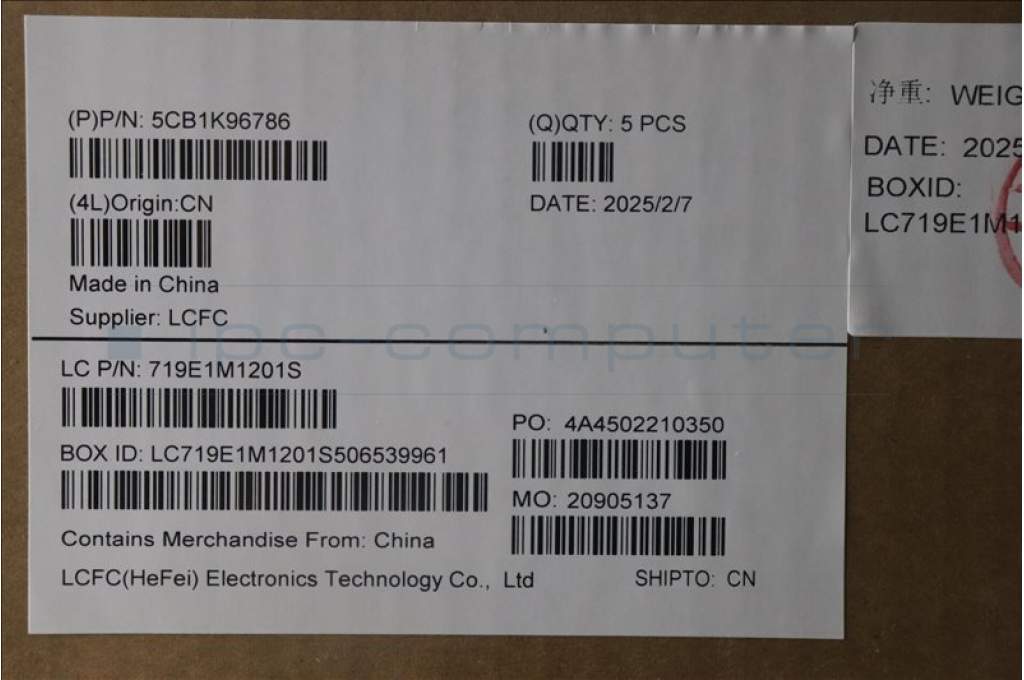 (P)P/N: 5CB1K96786
(Q)QTY: 5 PCS
(4L)Origin:CN
DATE: 2025/2/7
Made in China
Supplier: LCFC
ipc-computer
LC P/N: 719E1M1201S
PO: 4A4502210350
BOX ID: LC719E1M1201S506539961
MO: 20905137
Contains Merchandise From: China
LCFC(HeFei) Electronics Technology Co., Ltd
SHIPTO: CN
净重: WEIG
DATE: 2025
BOXID:
LC719E1M1